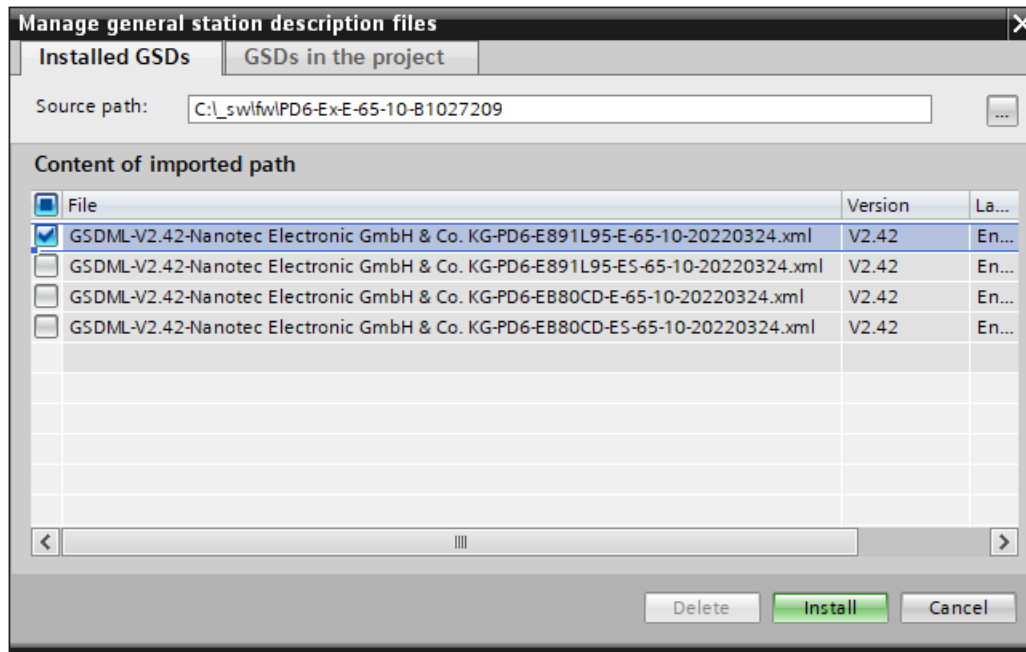 Manage general station description files
Installed GSDs GSDs in the project
Source path: C:\_sw\fw\PD6-Ex-E-65-10-B1027209 ...
Content of imported path
File Version La...
GSDML-V2.42-Nanotec Electronic GmbH & Co. KG-PD6-E891L95-E-65-10-20220324.xml V2.42 En...
GSDML-V2.42-Nanotec Electronic GmbH & Co. KG-PD6-E891L95-ES-65-10-20220324.xml V2.42 En...
GSDML-V2.42-Nanotec Electronic GmbH & Co. KG-PD6-EB80CD-E-65-10-20220324.xml V2.42 En...
GSDML-V2.42-Nanotec Electronic GmbH & Co. KG-PD6-EB80CD-ES-65-10-20220324.xml V2.42 En...
Delete Install Cancel